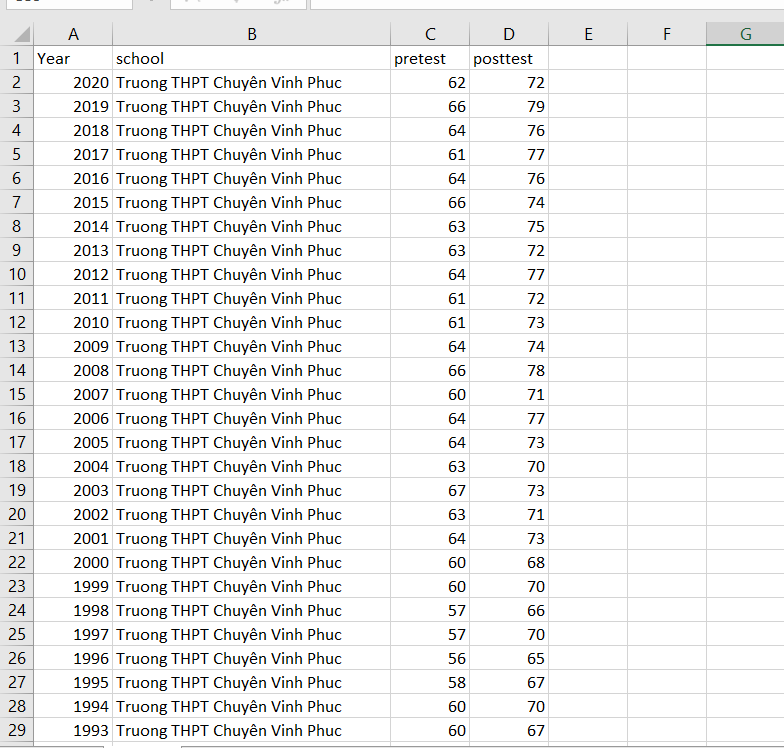 A B C D E F G
1 Year school pretest posttest
2 2020 Truong THPT Chuyên Vinh Phuc 62 72
3 2019 Truong THPT Chuyên Vinh Phuc 66 79
4 2018 Truong THPT Chuyên Vinh Phuc 64 76
5 2017 Truong THPT Chuyên Vinh Phuc 61 77
6 2016 Truong THPT Chuyên Vinh Phuc 64 76
7 2015 Truong THPT Chuyên Vinh Phuc 66 74
8 2014 Truong THPT Chuyên Vinh Phuc 63 75
9 2013 Truong THPT Chuyên Vinh Phuc 63 72
10 2012 Truong THPT Chuyên Vinh Phuc 64 77
11 2011 Truong THPT Chuyên Vinh Phuc 61 72
12 2010 Truong THPT Chuyên Vinh Phuc 61 73
13 2009 Truong THPT Chuyên Vinh Phuc 64 74
14 2008 Truong THPT Chuyên Vinh Phuc 66 78
15 2007 Truong THPT Chuyên Vinh Phuc 60 71
16 2006 Truong THPT Chuyên Vinh Phuc 64 77
17 2005 Truong THPT Chuyên Vinh Phuc 64 73
18 2004 Truong THPT Chuyên Vinh Phuc 63 70
19 2003 Truong THPT Chuyên Vinh Phuc 67 73
20 2002 Truong THPT Chuyên Vinh Phuc 63 71
21 2001 Truong THPT Chuyên Vinh Phuc 64 73
22 2000 Truong THPT Chuyên Vinh Phuc 60 68
23 1999 Truong THPT Chuyên Vinh Phuc 60 70
24 1998 Truong THPT Chuyên Vinh Phuc 57 66
25 1997 Truong THPT Chuyên Vinh Phuc 57 70
26 1996 Truong THPT Chuyên Vinh Phuc 56 65
27 1995 Truong THPT Chuyên Vinh Phuc 58 67
28 1994 Truong THPT Chuyên Vinh Phuc 60 70
29 1993 Truong THPT Chuyên Vinh Phuc 60 67